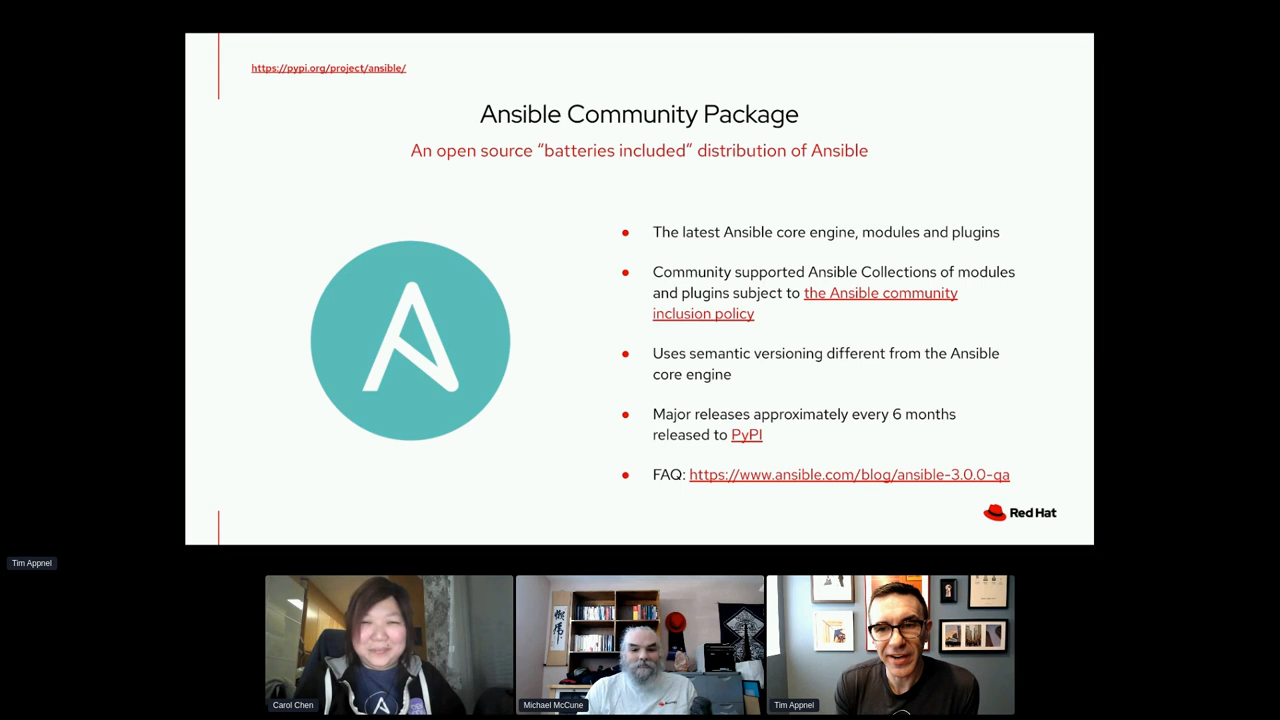 https://pypi.org/project/ansible/
Ansible Community Package
An open source “batteries included” distribution of Ansible
The latest Ansible core engine, modules and plugins
Community supported Ansible Collections of modules
and plugins subject to the Ansible community
inclusion policy
Uses semantic versioning different from the Ansible
core engine
Major releases approximately every 6 months
released to PyPI
FAQ: https://www.ansible.com/blog/ansible-3.0.0-qa
Red Hat
Tim Appnel
Carol Chen
Michael McCune
Tim Appnel